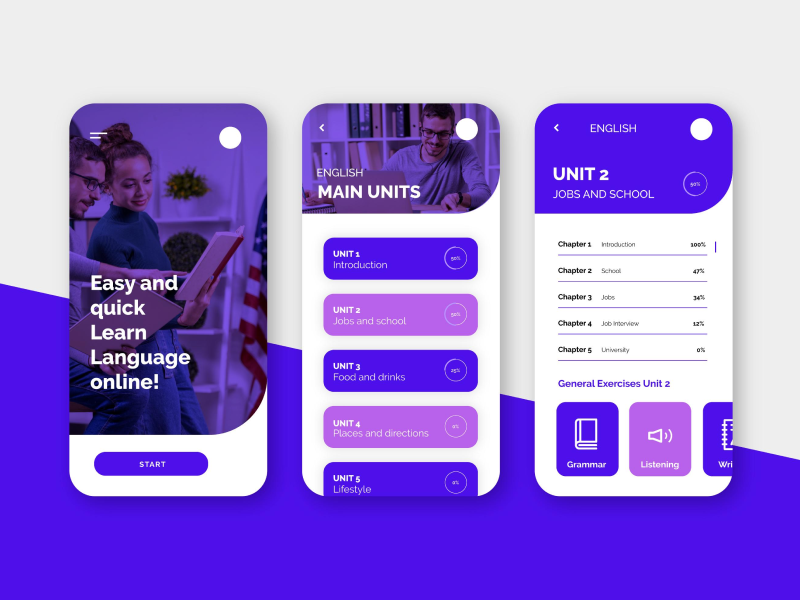 Easy and
quick
Learn
Language
online!
START
ENGLISH
MAIN UNITS
UNIT 1
Introduction
50%
UNIT 2
Jobs and school
50%
UNIT 3
Food and drinks
25%
UNIT 4
Places and directions
0%
UNIT 5
Lifestyle
0%
ENGLISH
UNIT 2
JOBS AND SCHOOL
50%
Chapter 1 Introduction 100%
Chapter 2 School 47%
Chapter 3 Jobs 34%
Chapter 4 Job Interview 12%
Chapter 5 University 0%
General Exercises Unit 2
Grammar
Listening
Wri